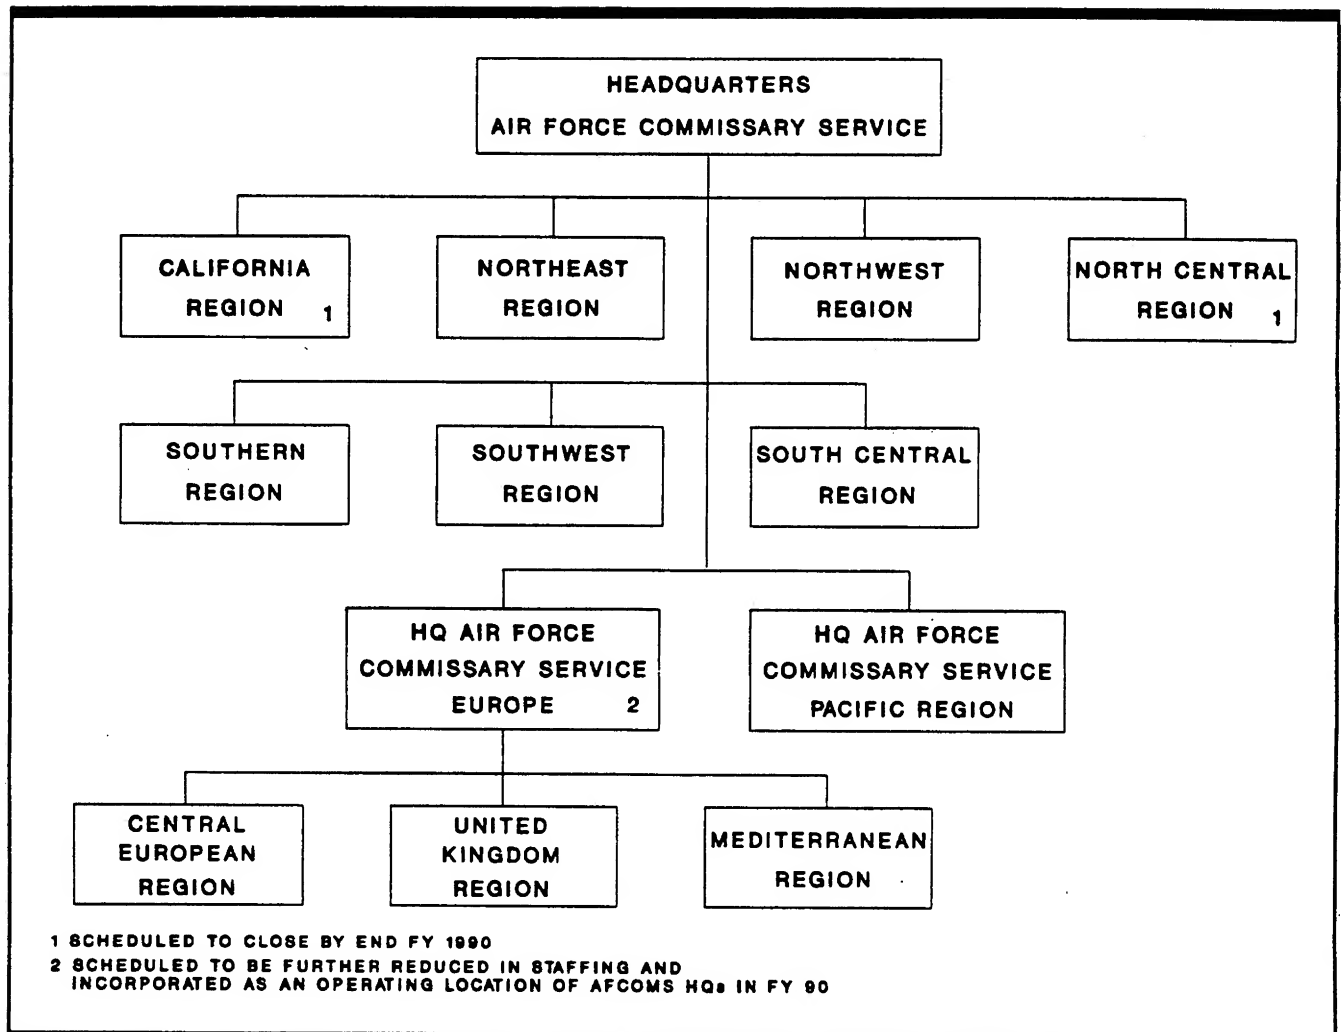 HEADQUARTERS
AIR FORCE COMMISSARY SERVICE
CALIFORNIA
REGION 1
NORTHEAST
REGION
NORTHWEST
REGION
NORTH CENTRAL
REGION 1
SOUTHERN
REGION
SOUTHWEST
REGION
SOUTH CENTRAL
REGION
HQ AIR FORCE
COMMISSARY SERVICE
EUROPE 2
HQ AIR FORCE
COMMISSARY SERVICE
PACIFIC REGION
CENTRAL
EUROPEAN
REGION
UNITED
KINGDOM
REGION
MEDITERRANEAN
REGION
1 SCHEDULED TO CLOSE BY END FY 1990
2 SCHEDULED TO BE FURTHER REDUCED IN STAFFING AND
INCORPORATED AS AN OPERATING LOCATION OF AFCOMS HQs IN FY 90